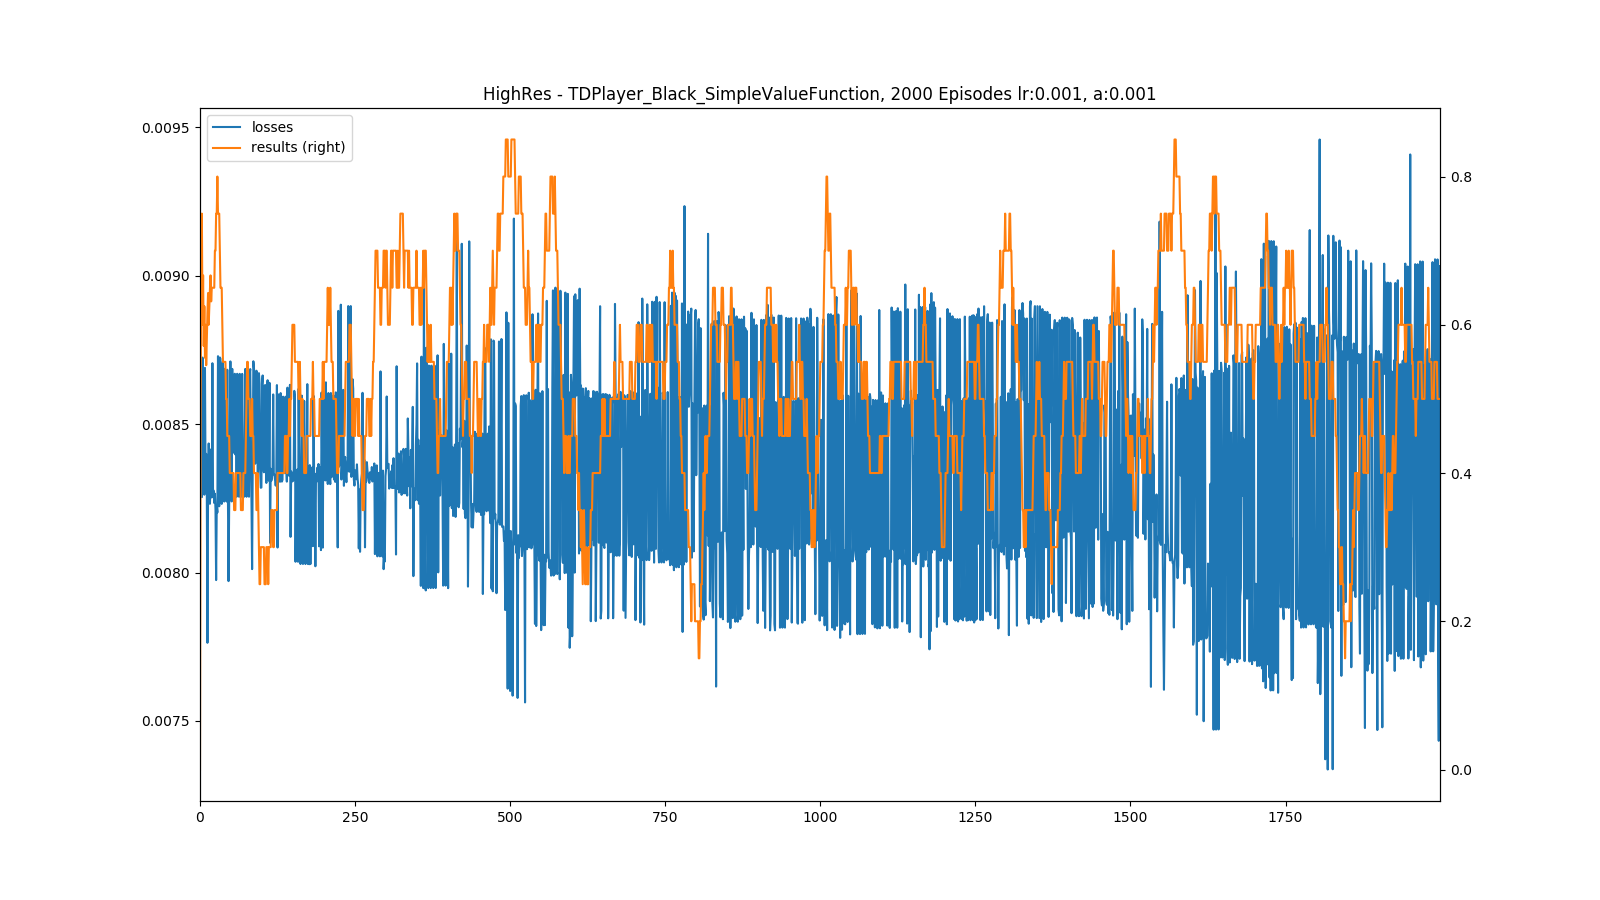 HighRes - TDPlayer_Black_SimpleValueFunction, 2000 Episodes lr:0.001, a:0.001
losses
results (right)
0.0095
0.0090
0.0085
0.0080
0.0075
0.8
0.6
0.4
0.2
0.0
0 250 500 750 1000 1250 1500 1750